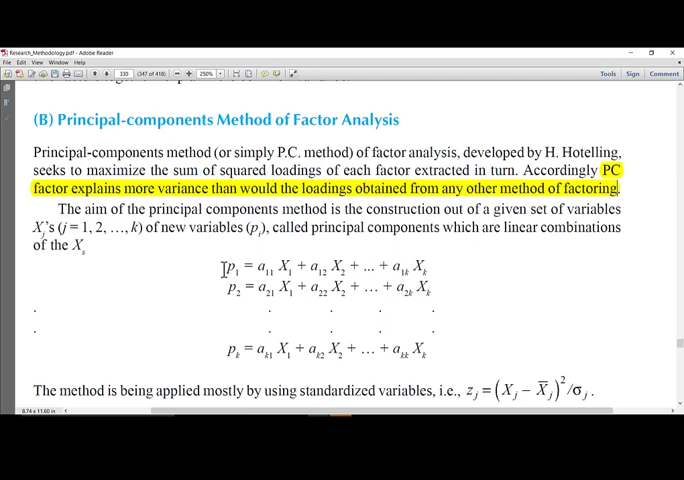 Research_Methodology.pdf - Adobe Reader
File Edit View Window Help
330 (347 of 418) 250% Tools Sign Comment
(B) Principal-components Method of Factor Analysis
Principal-components method (or simply P.C. method) of factor analysis, developed by H. Hotelling,
seeks to maximize the sum of squared loadings of each factor extracted in turn. Accordingly PC
factor explains more variance than would the loadings obtained from any other method of factoring.
The aim of the principal components method is the construction out of a given set of variables
Xj's (j = 1, 2, …, k) of new variables (pi), called principal components which are linear combinations
of the Xs
p1 = a11 X1 + a12 X2 + ... + a1k Xk
p2 = a21 X1 + a22 X2 + … + a2k Xk
. . . . .
. . . . .
pk = ak1 X1 + ak2 X2 + … + akk Xk
The method is being applied mostly by using standardized variables, i.e., zj = (Xj − X̄j)²/σj .
8.74 x 11.60 in